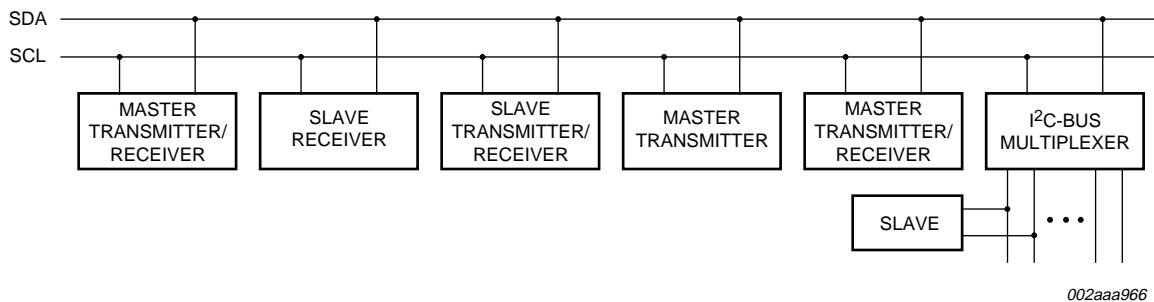 SDA
SCL
MASTER
TRANSMITTER/
RECEIVER
SLAVE
RECEIVER
SLAVE
TRANSMITTER/
RECEIVER
MASTER
TRANSMITTER
MASTER
TRANSMITTER/
RECEIVER
I²C-BUS
MULTIPLEXER
SLAVE
002aaa966